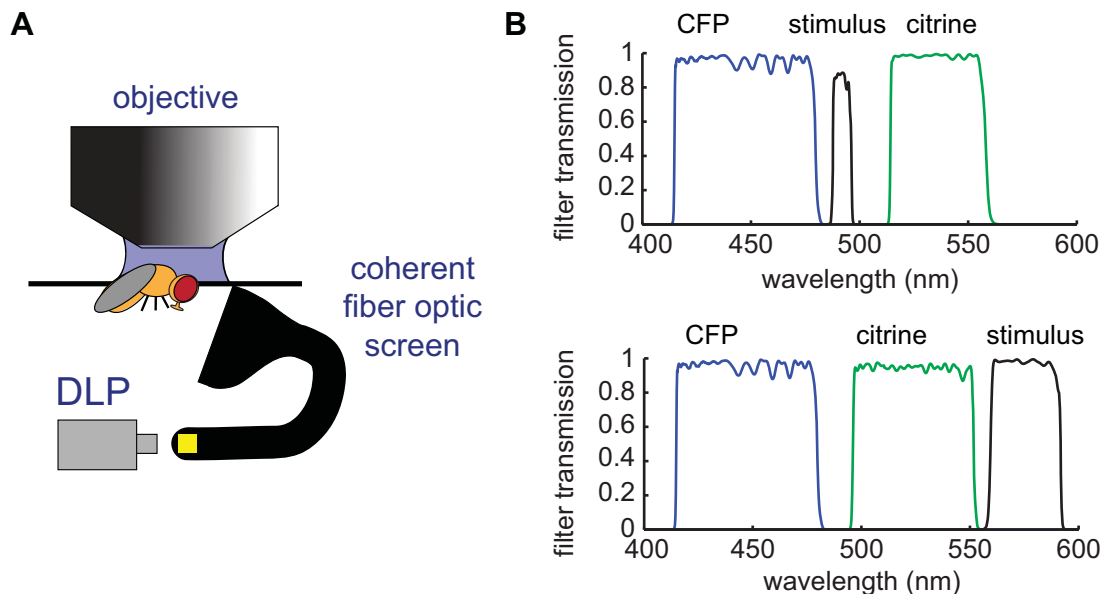 A
objective
coherent
fiber optic
screen
DLP
B
CFP stimulus citrine
filter transmission
1
0.8
0.6
0.4
0.2
0
400 450 500 550 600
wavelength (nm)
CFP citrine stimulus
filter transmission
1
0.8
0.6
0.4
0.2
0
400 450 500 550 600
wavelength (nm)